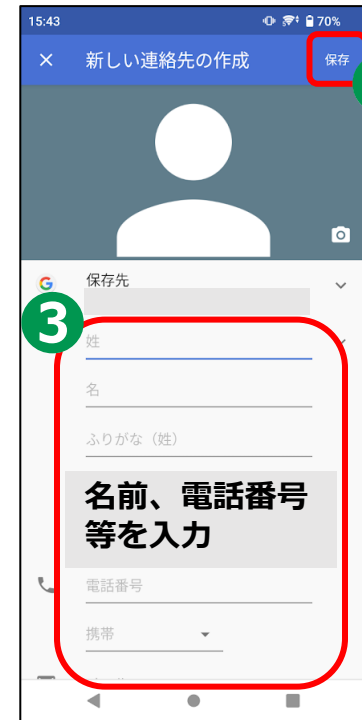 15:43
70%
新しい連絡先の作成
保存
G
保存先
3
姓
名
ふりがな（姓）
名前、電話番号
等を入力
電話番号
携帯